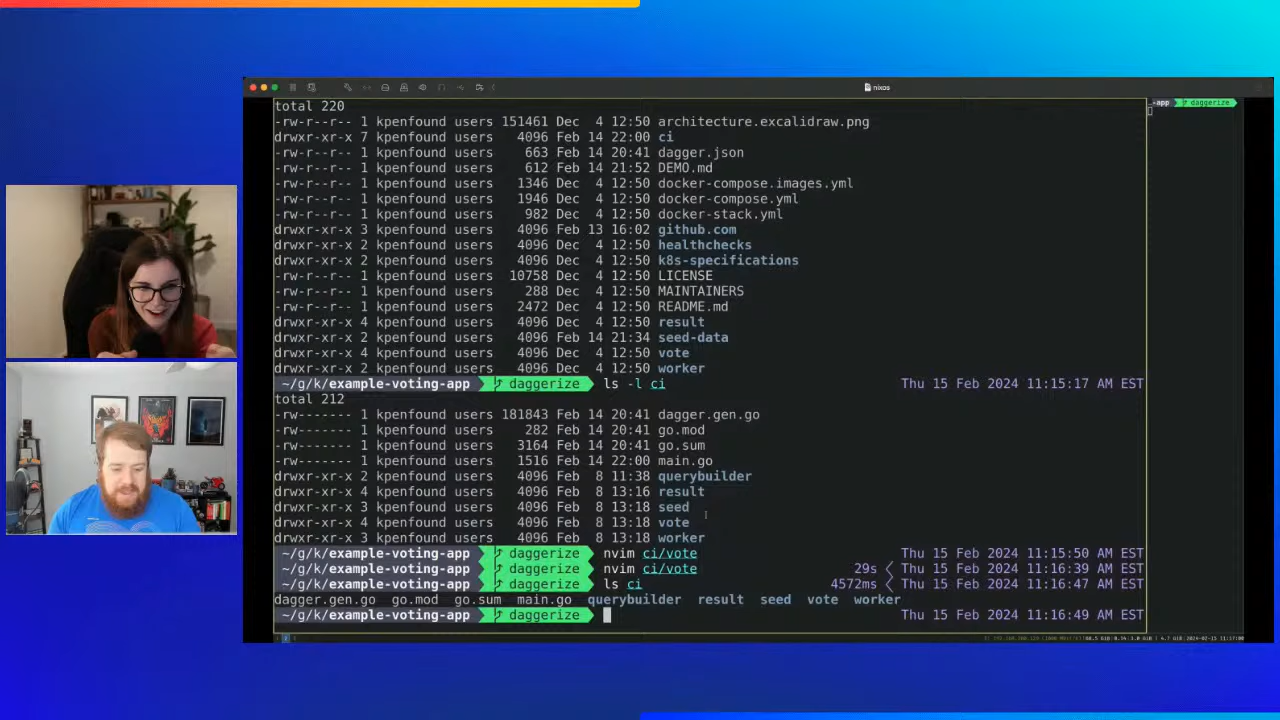 nixos
total 220
-rw-r--r-- 1 kpenfound users 151461 Dec  4 12:50 architecture.excalidraw.png
drwxr-xr-x 7 kpenfound users   4096 Feb 14 22:00 ci
-rw-r--r-- 1 kpenfound users    663 Feb 14 20:41 dagger.json
-rw-r--r-- 1 kpenfound users    612 Feb 14 21:52 DEMO.md
-rw-r--r-- 1 kpenfound users   1346 Dec  4 12:50 docker-compose.images.yml
-rw-r--r-- 1 kpenfound users   1946 Dec  4 12:50 docker-compose.yml
-rw-r--r-- 1 kpenfound users    982 Dec  4 12:50 docker-stack.yml
drwxr-xr-x 3 kpenfound users   4096 Feb 13 16:02 github.com
drwxr-xr-x 2 kpenfound users   4096 Dec  4 12:50 healthchecks
drwxr-xr-x 2 kpenfound users   4096 Dec  4 12:50 k8s-specifications
-rw-r--r-- 1 kpenfound users  10758 Dec  4 12:50 LICENSE
-rw-r--r-- 1 kpenfound users    288 Dec  4 12:50 MAINTAINERS
-rw-r--r-- 1 kpenfound users   2472 Dec  4 12:50 README.md
drwxr-xr-x 4 kpenfound users   4096 Dec  4 12:50 result
drwxr-xr-x 2 kpenfound users   4096 Feb 14 21:34 seed-data
drwxr-xr-x 4 kpenfound users   4096 Dec  4 12:50 vote
drwxr-xr-x 2 kpenfound users   4096 Dec  4 12:50 worker
~/g/k/example-voting-app daggerize ls -l ci Thu 15 Feb 2024 11:15:17 AM EST
total 212
-rw------- 1 kpenfound users 181843 Feb 14 20:41 dagger.gen.go
-rw------- 1 kpenfound users    282 Feb 14 20:41 go.mod
-rw------- 1 kpenfound users   3164 Feb 14 20:41 go.sum
-rw------- 1 kpenfound users   1516 Feb 14 22:00 main.go
drwxr-xr-x 2 kpenfound users   4096 Feb  8 11:38 querybuilder
drwxr-xr-x 4 kpenfound users   4096 Feb  8 13:16 result
drwxr-xr-x 3 kpenfound users   4096 Feb  8 13:18 seed
drwxr-xr-x 4 kpenfound users   4096 Feb  8 13:18 vote
drwxr-xr-x 3 kpenfound users   4096 Feb  8 13:18 worker
~/g/k/example-voting-app daggerize nvim ci/vote Thu 15 Feb 2024 11:15:50 AM EST
~/g/k/example-voting-app daggerize nvim ci/vote 29s Thu 15 Feb 2024 11:16:39 AM EST
~/g/k/example-voting-app daggerize ls ci 4572ms Thu 15 Feb 2024 11:16:47 AM EST
dagger.gen.go  go.mod  go.sum  main.go  querybuilder  result  seed  vote  worker
~/g/k/example-voting-app daggerize Thu 15 Feb 2024 11:16:49 AM EST
-app daggerize